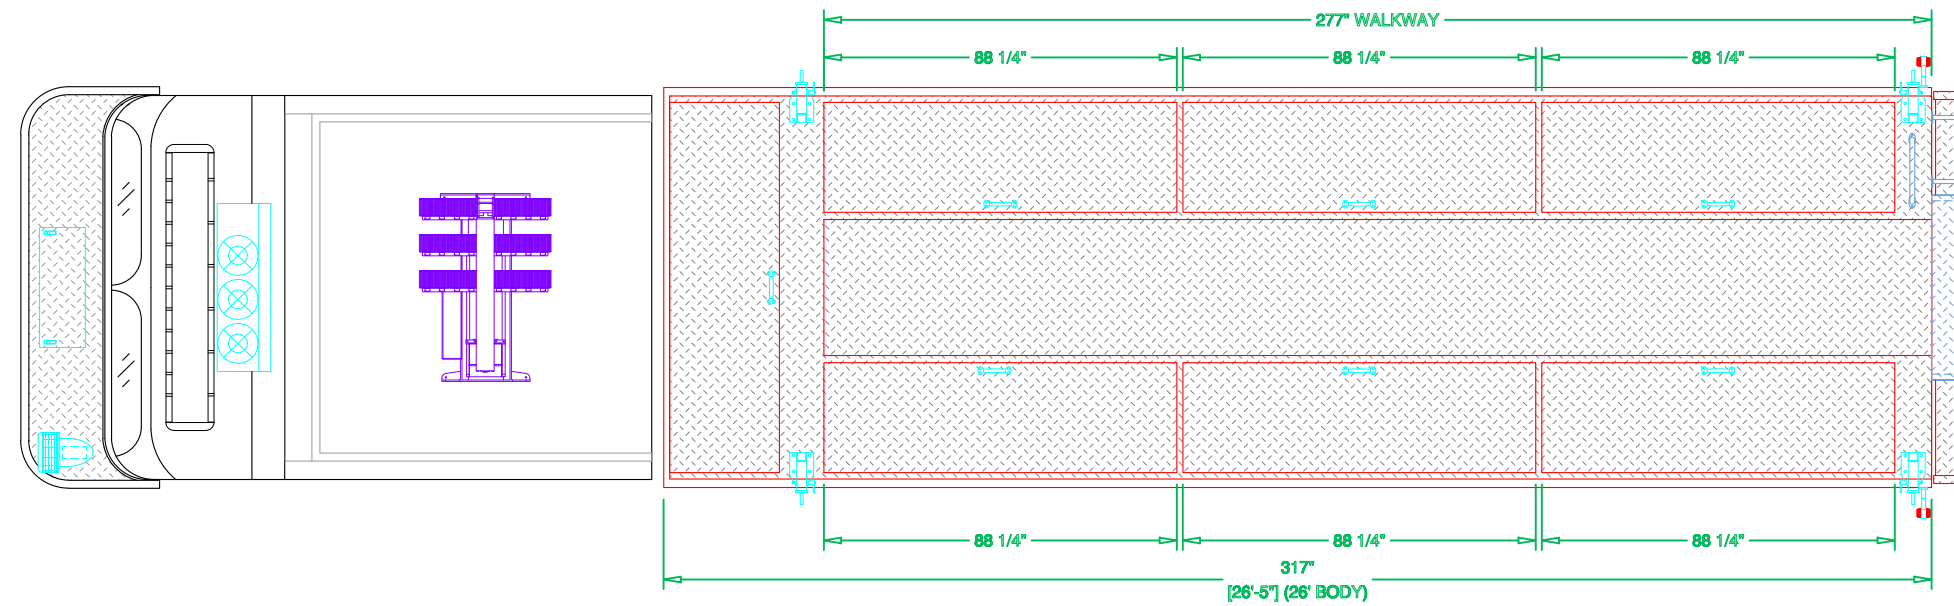 277" WALKWAY
88 1/4" 88 1/4" 88 1/4"
88 1/4" 88 1/4" 88 1/4"
317"
[26'-5"] (26' BODY)